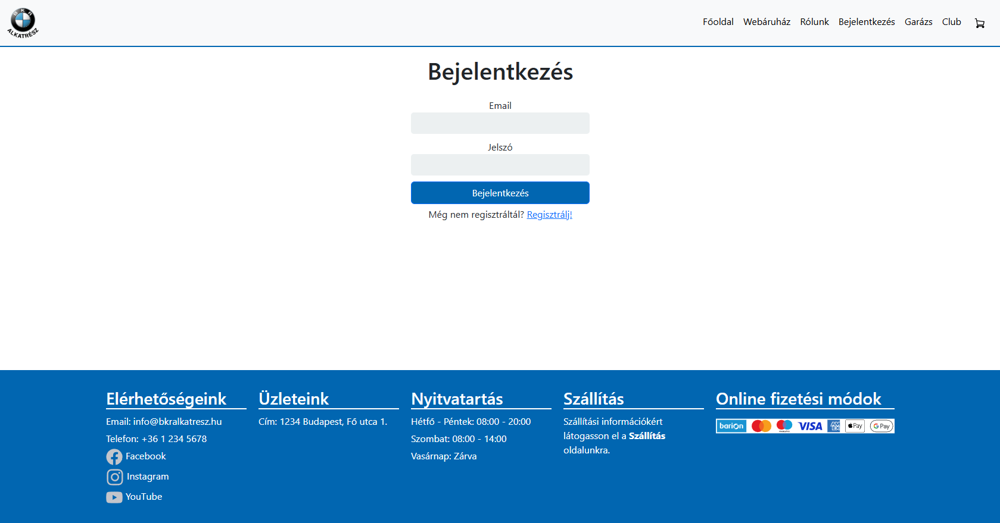 BKR
ALKATRÉSZ
Főoldal Webáruház Rólunk Bejelentkezés Garázs Club
Bejelentkezés
Email
Jelszó
Bejelentkezés
Még nem regisztráltál? Regisztrálj!
Elérhetőségeink
Email: info@bkralkatresz.hu
Telefon: +36 1 234 5678
Facebook
Instagram
YouTube
Üzleteink
Cím: 1234 Budapest, Fő utca 1.
Nyitvatartás
Hétfő - Péntek: 08:00 - 20:00
Szombat: 08:00 - 14:00
Vasárnap: Zárva
Szállítás
Szállítási információkért
látogasson el a Szállítás
oldalunkra.
Online fizetési módok
barion VISA AMEX Pay G Pay